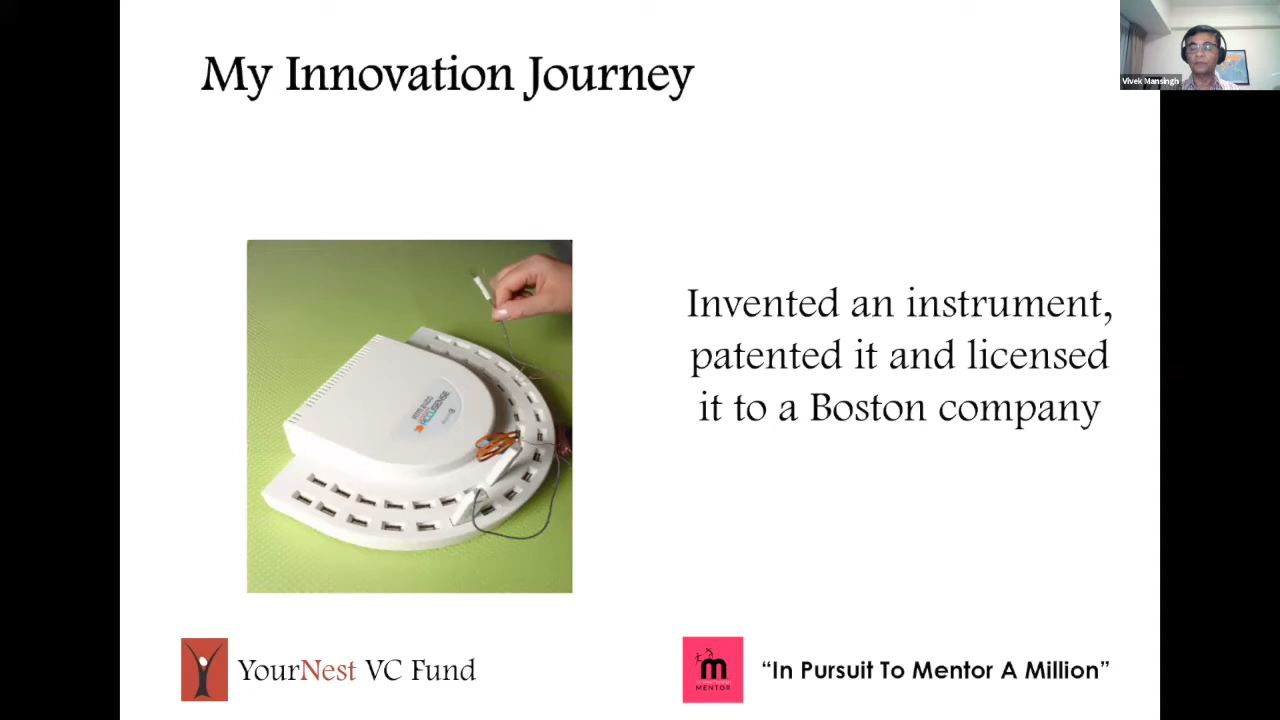 My Innovation Journey
Vivek Mansingh
Invented an instrument,
patented it and licensed
it to a Boston company
ACCUSENSE
YourNest VC Fund
m
MENTOR
“In Pursuit To Mentor A Million”